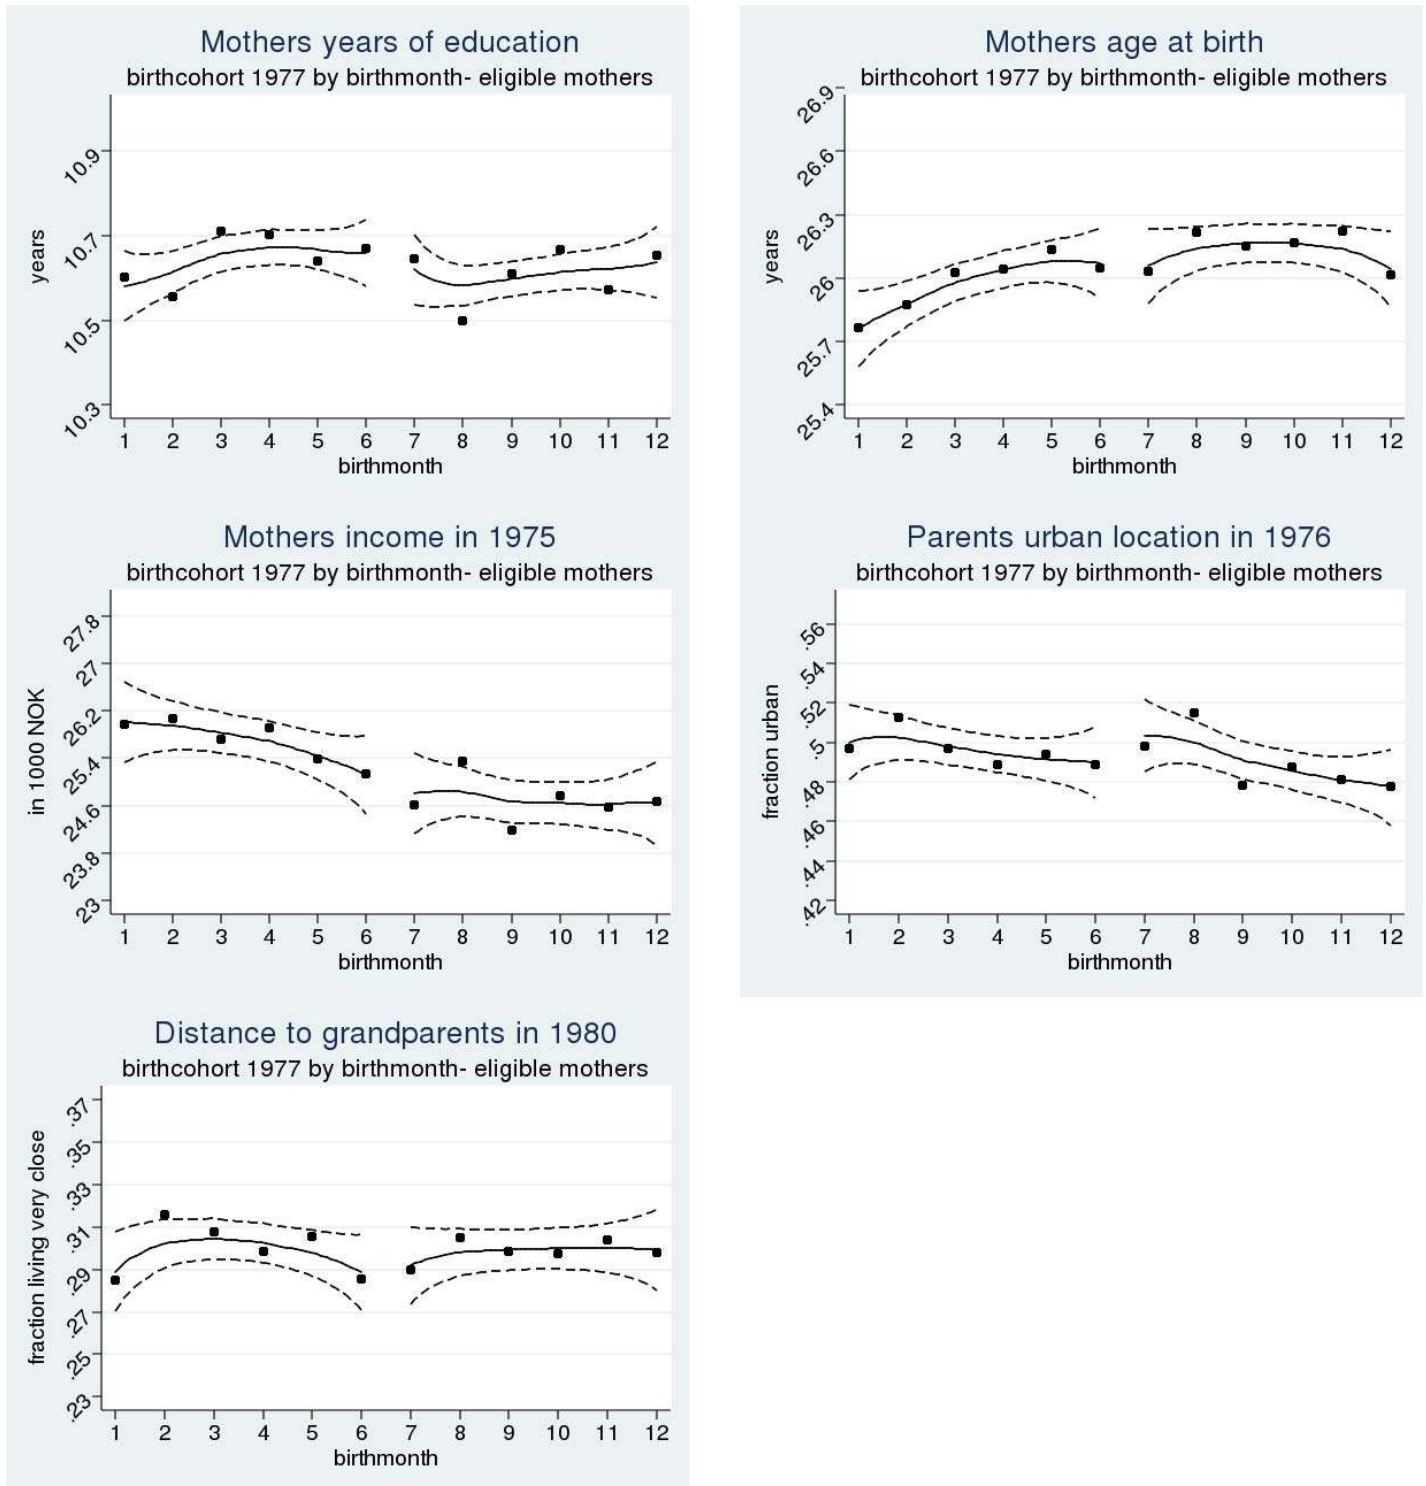 Mothers years of education
birthcohort 1977 by birthmonth- eligible mothers
years
10.9
10.7
10.5
10.3
1 2 3 4 5 6 7 8 9 10 11 12
birthmonth
Mothers age at birth
birthcohort 1977 by birthmonth- eligible mothers
years
26.9
26.6
26.3
26
25.7
25.4
1 2 3 4 5 6 7 8 9 10 11 12
birthmonth
Mothers income in 1975
birthcohort 1977 by birthmonth- eligible mothers
in 1000 NOK
27.8
27
26.2
25.4
24.6
23.8
23
1 2 3 4 5 6 7 8 9 10 11 12
birthmonth
Parents urban location in 1976
birthcohort 1977 by birthmonth- eligible mothers
fraction urban
.56
.54
.52
.5
.48
.46
.44
.42
1 2 3 4 5 6 7 8 9 10 11 12
birthmonth
Distance to grandparents in 1980
birthcohort 1977 by birthmonth- eligible mothers
fraction living very close
.37
.35
.33
.31
.29
.27
.25
.23
1 2 3 4 5 6 7 8 9 10 11 12
birthmonth